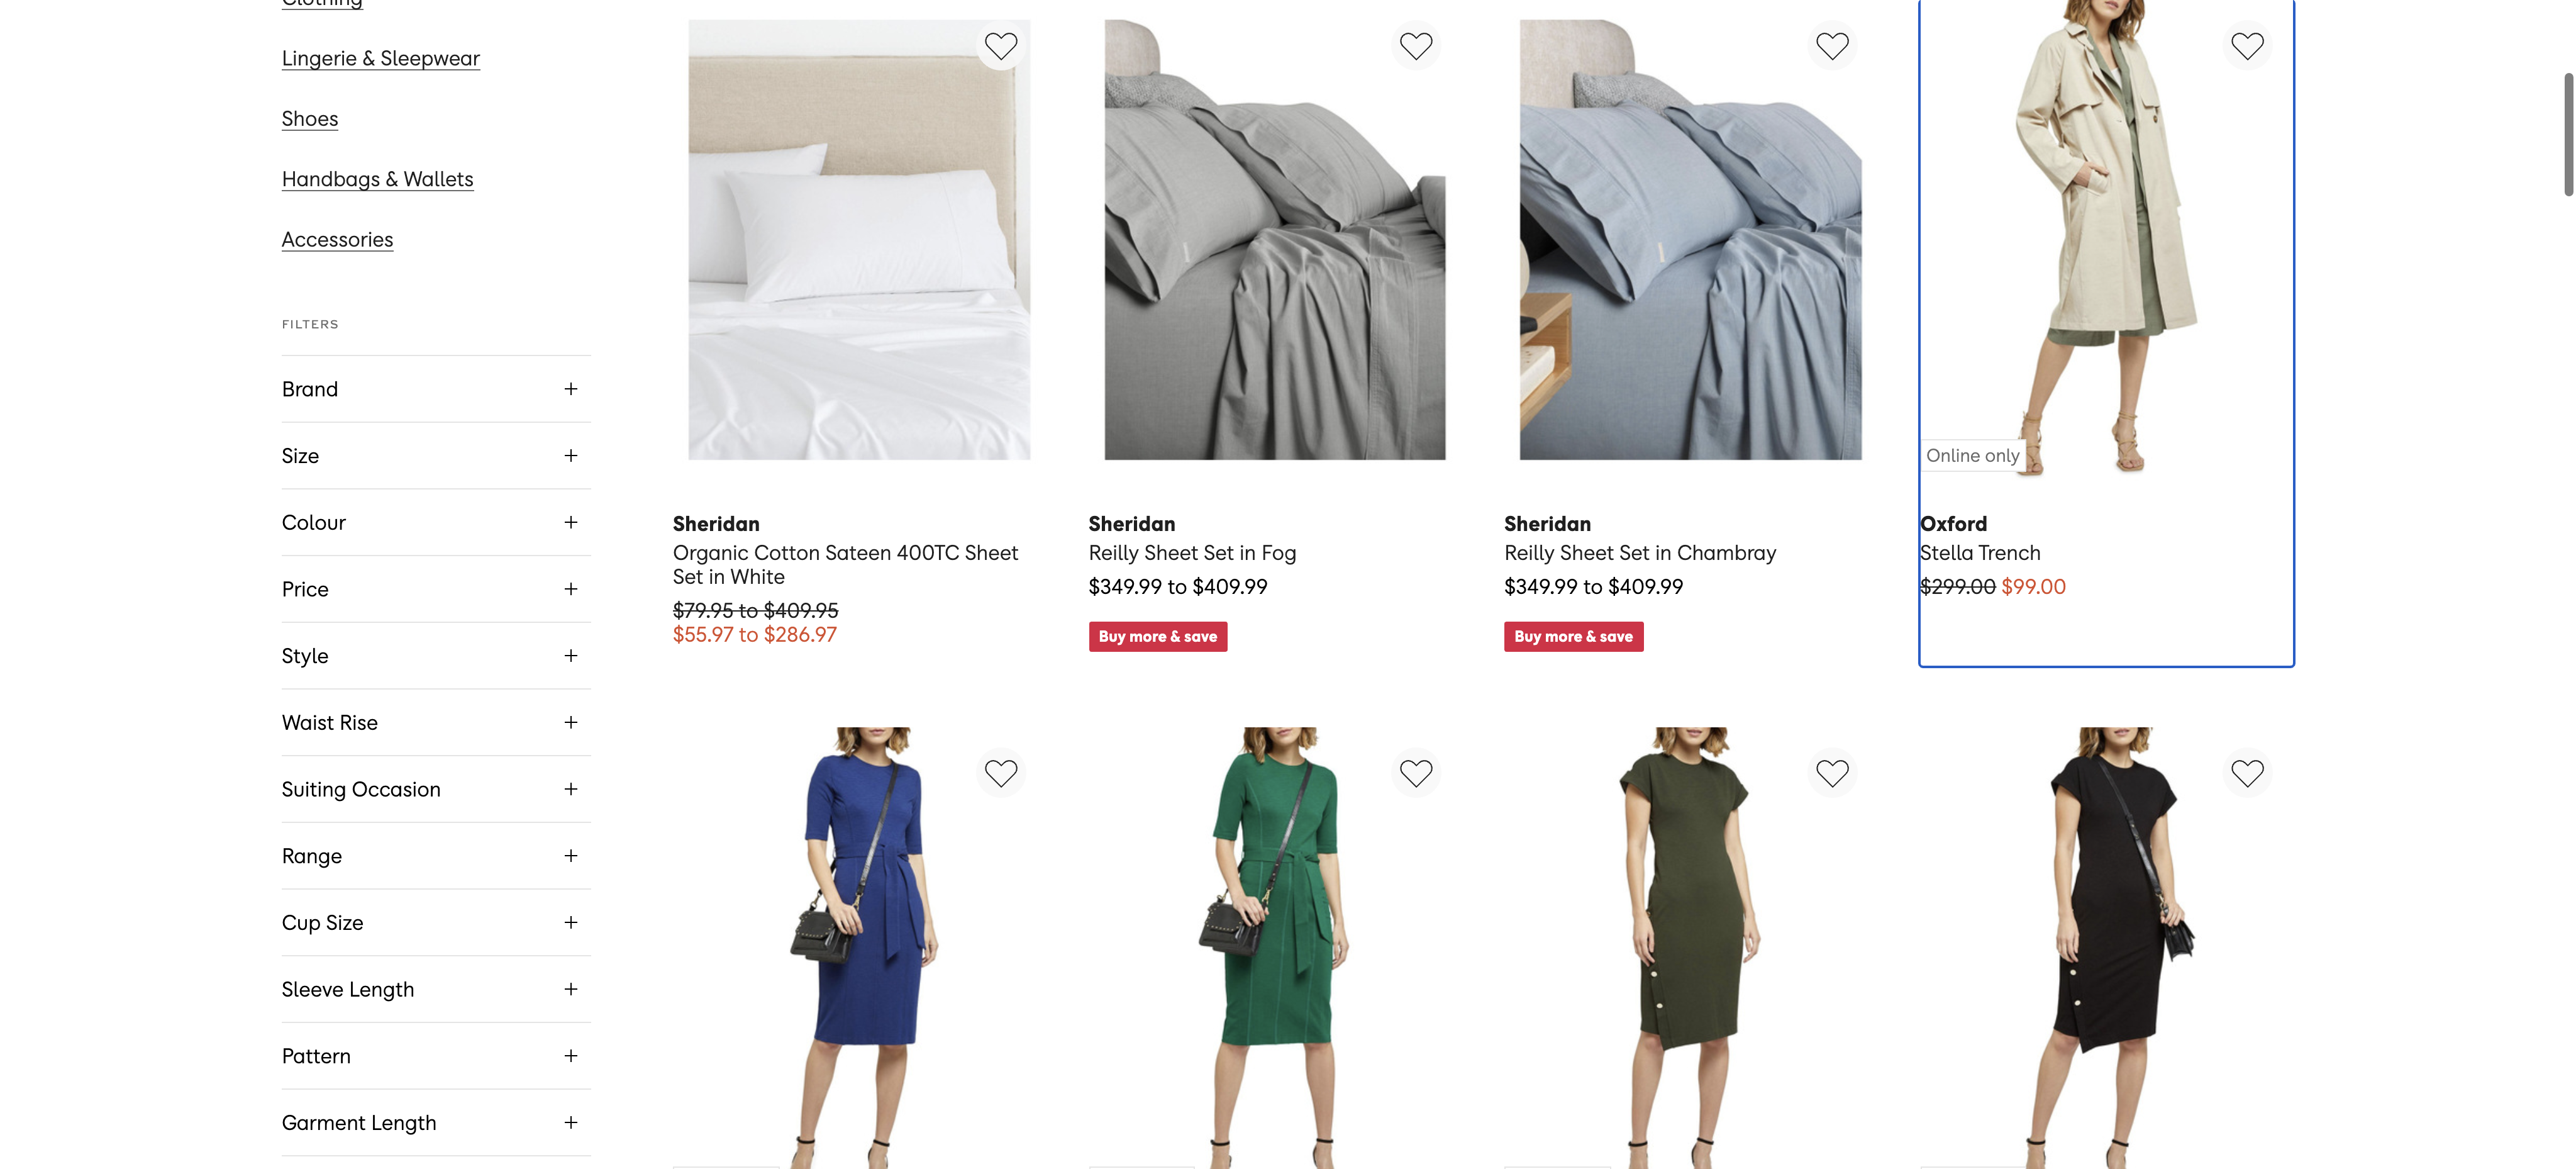 Clothing
Lingerie & Sleepwear
Shoes
Handbags & Wallets
Accessories
FILTERS
Brand
Size
Colour
Price
Style
Waist Rise
Suiting Occasion
Range
Cup Size
Sleeve Length
Pattern
Garment Length
Sheridan
Organic Cotton Sateen 400TC Sheet
Set in White
$79.95 to $409.95
$55.97 to $286.97
Sheridan
Reilly Sheet Set in Fog
$349.99 to $409.99
Buy more & save
Sheridan
Reilly Sheet Set in Chambray
$349.99 to $409.99
Buy more & save
Online only
Oxford
Stella Trench
$299.00 $99.00